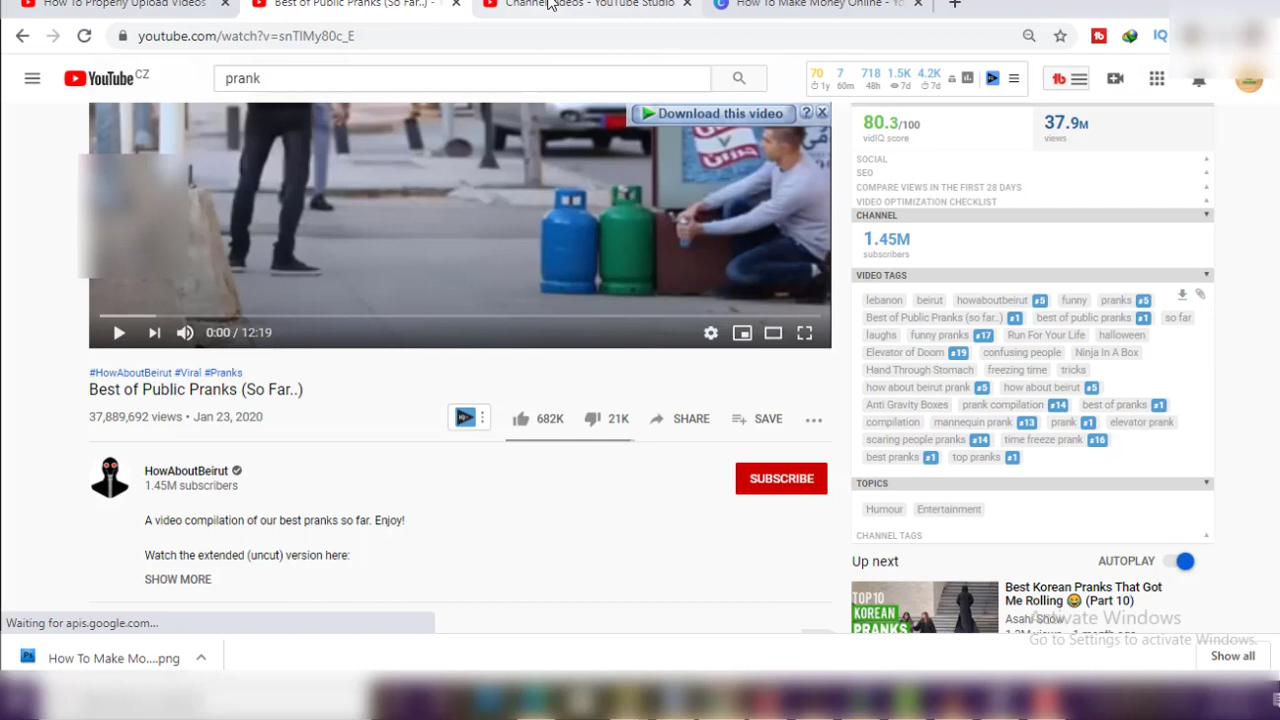 How To Properly Upload Videos
Best of Public Pranks (So Far..) -
Channel videos - YouTube Studio
How To Make Money Online -
youtube.com/watch?v=snTlMy80c_E
YouTube CZ
prank
70 7 718 1.5K 4.2K
1y 60m 48h 7d 7d
Download this video
80.3/100
vidIQ score
37.9M
views
SOCIAL
SEO
COMPARE VIEWS IN THE FIRST 28 DAYS
VIDEO OPTIMIZATION CHECKLIST
CHANNEL
1.45M
subscribers
VIDEO TAGS
lebanon beirut howaboutbeirut #5 funny pranks #5
Best of Public Pranks (so far..) #1 best of public pranks #1 so far
laughs funny pranks #17 Run For Your Life halloween
Elevator of Doom #19 confusing people Ninja In A Box
Hand Through Stomach freezing time tricks
how about beirut prank #5 how about beirut #5
Anti Gravity Boxes prank compilation #14 best of pranks #1
compilation mannequin prank #13 prank #1 elevator prank
scaring people pranks #14 time freeze prank #16
best pranks #1 top pranks #1
TOPICS
Humour Entertainment
CHANNEL TAGS
0:00 / 12:19
#HowAboutBeirut #Viral #Pranks
Best of Public Pranks (So Far..)
37,889,692 views • Jan 23, 2020
682K 21K SHARE SAVE
HowAboutBeirut
1.45M subscribers
SUBSCRIBE
A video compilation of our best pranks so far. Enjoy!
Watch the extended (uncut) version here:
SHOW MORE
Up next
AUTOPLAY
TOP 10
KOREAN
PRANKS
Best Korean Pranks That Got
Me Rolling 😂 (Part 10)
Asahi Show
Activate Windows
Go to Settings to activate Windows.
Waiting for apis.google.com...
How To Make Mo....png
Show all